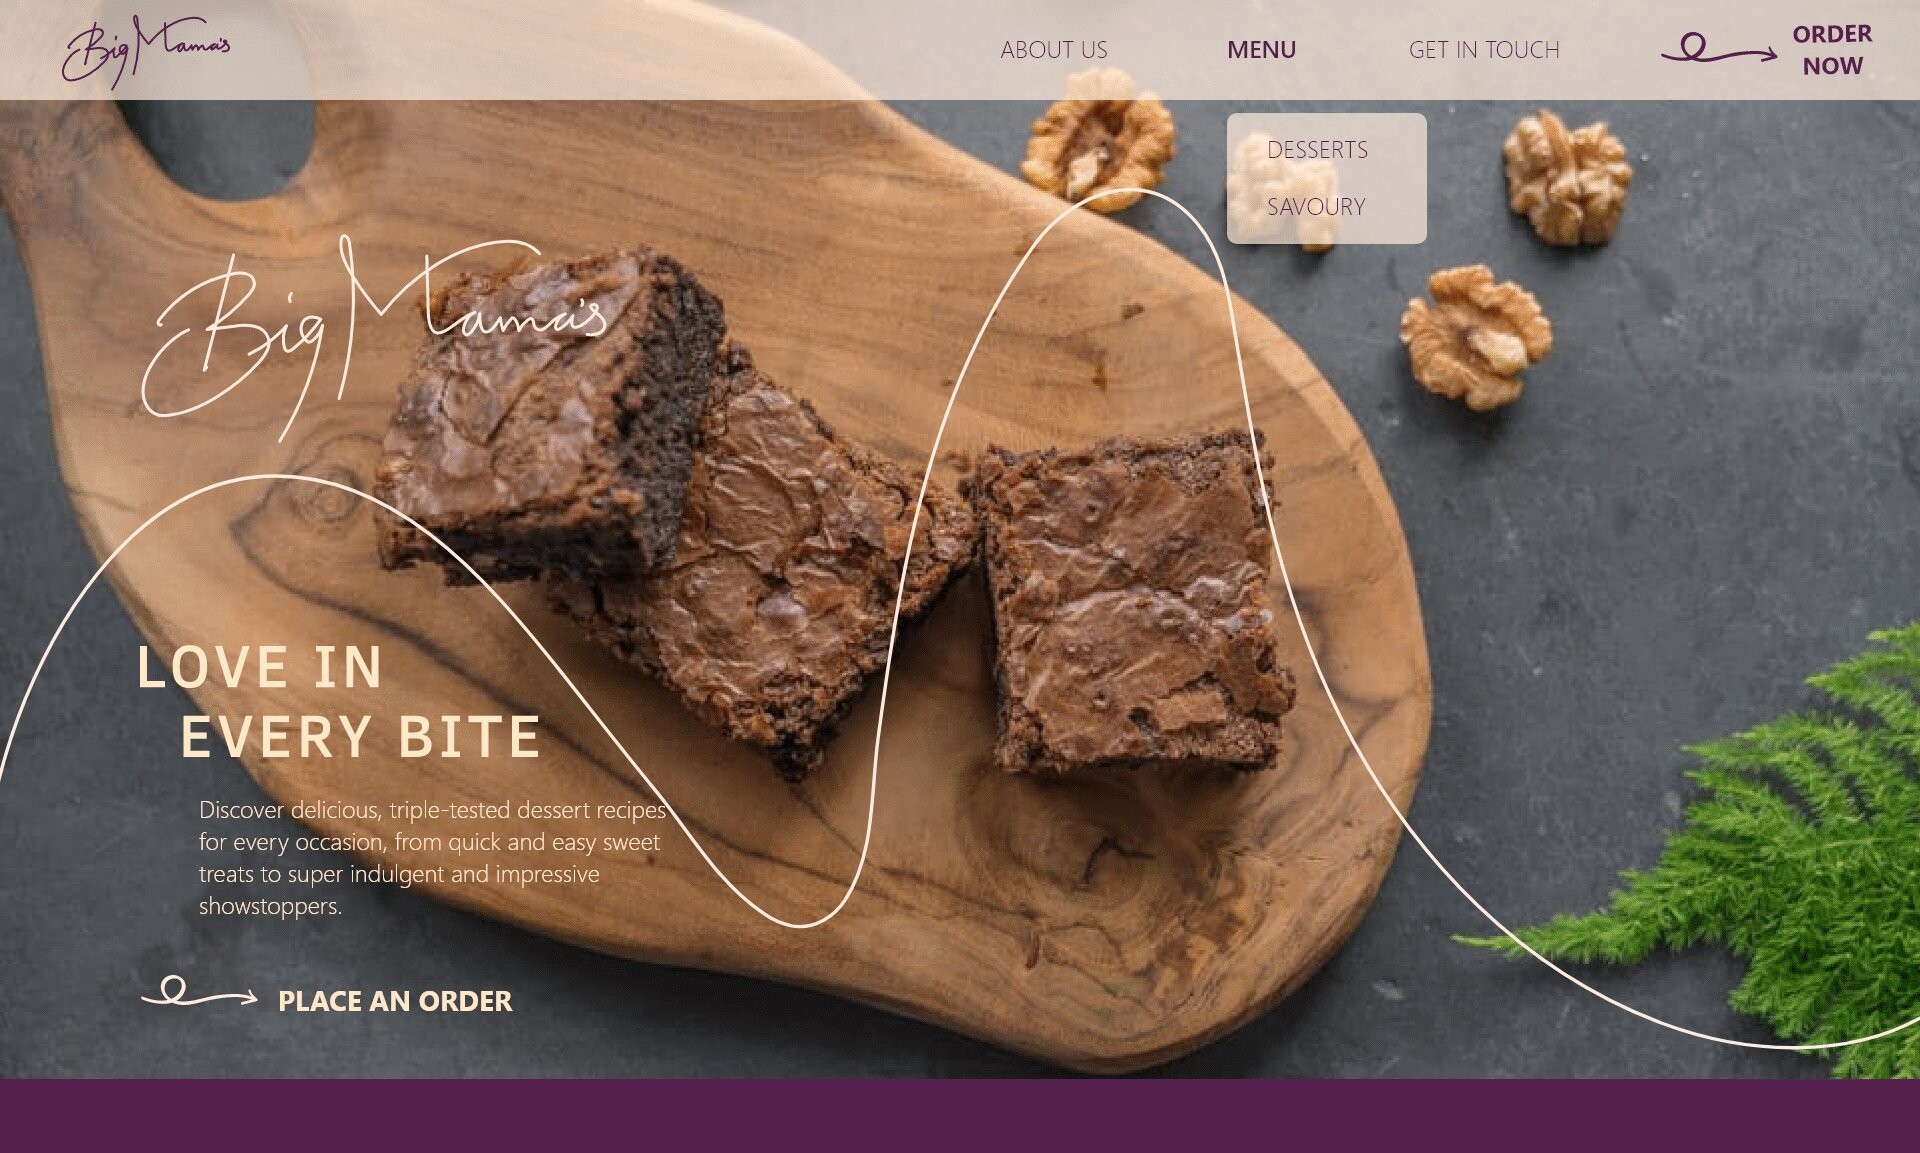 Big Mama's
ABOUT US
MENU
GET IN TOUCH
ORDER
NOW
DESSERTS
SAVOURY
Big Mama's
LOVE IN
EVERY BITE
Discover delicious, triple-tested dessert recipes
for every occasion, from quick and easy sweet
treats to super indulgent and impressive
showstoppers.
PLACE AN ORDER